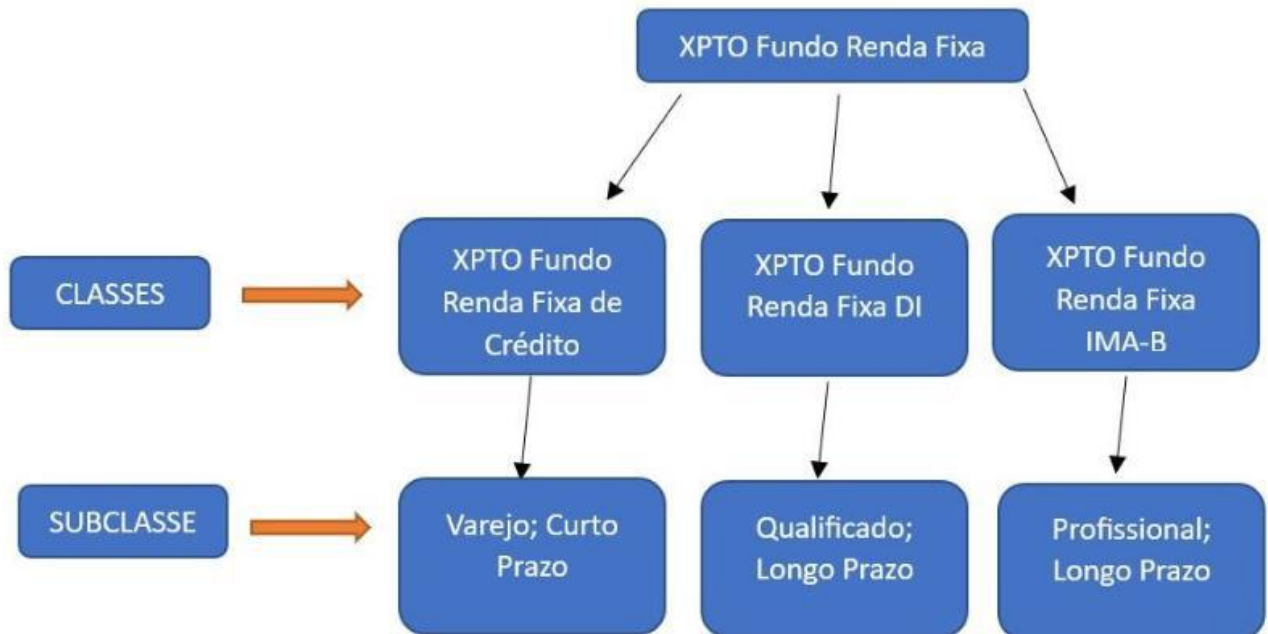 XPTO Fundo Renda Fixa
CLASSES
XPTO Fundo
Renda Fixa de
Crédito
XPTO Fundo
Renda Fixa DI
XPTO Fundo
Renda Fixa
IMA-B
SUBCLASSE
Varejo; Curto
Prazo
Qualificado;
Longo Prazo
Profissional;
Longo Prazo